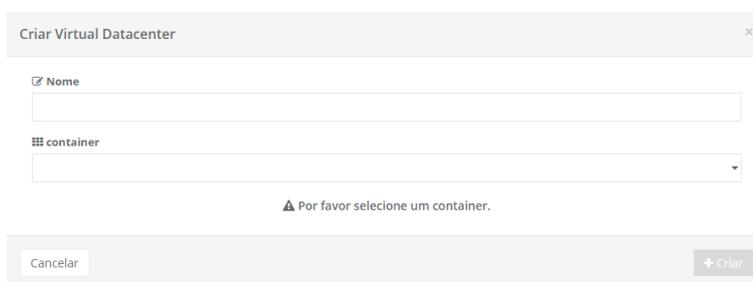 Criar Virtual Datacenter ×
Nome
container
Por favor selecione um container.
Cancelar
+ Criar